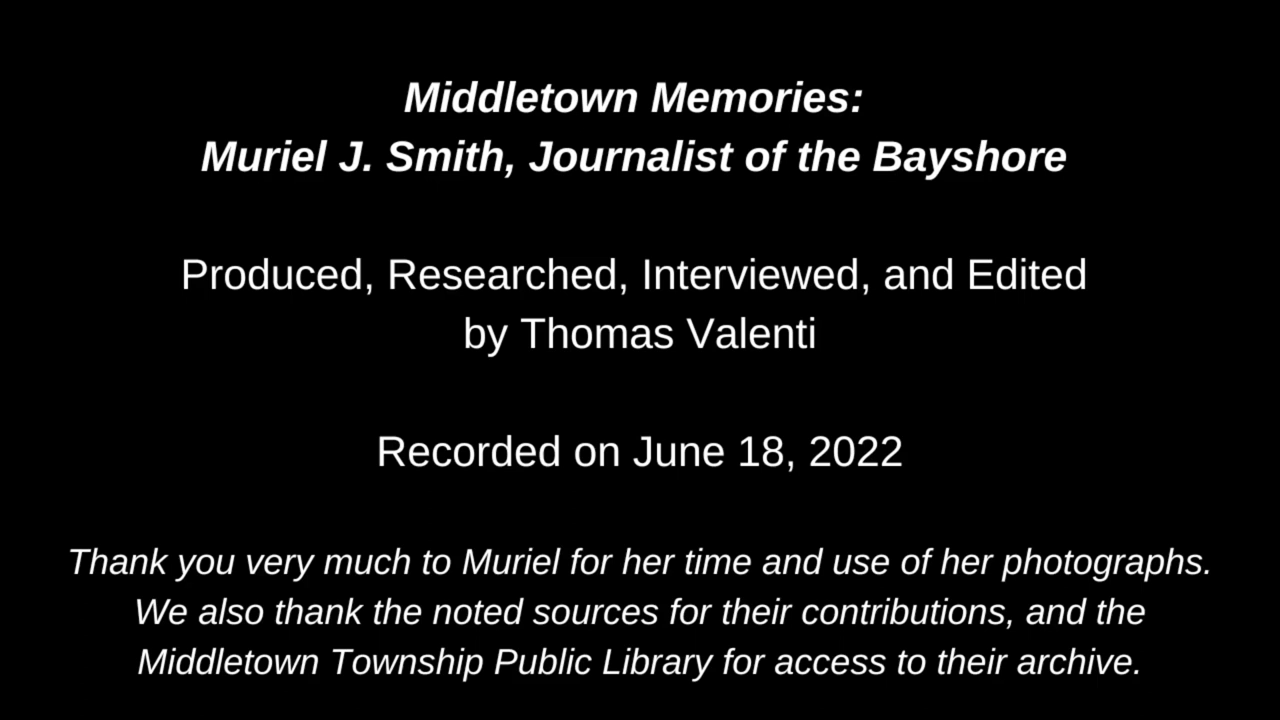 Middletown Memories:
Muriel J. Smith, Journalist of the Bayshore
Produced, Researched, Interviewed, and Edited
by Thomas Valenti
Recorded on June 18, 2022
Thank you very much to Muriel for her time and use of her photographs.
We also thank the noted sources for their contributions, and the
Middletown Township Public Library for access to their archive.